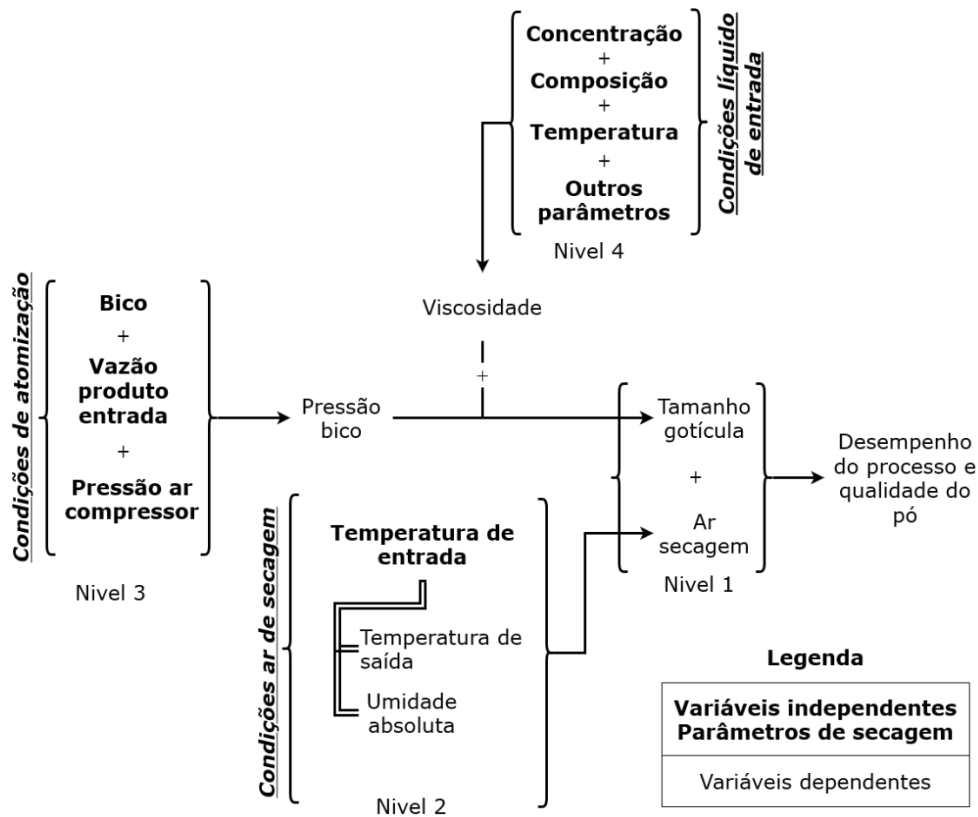 Concentração
+
Composição
+
Temperatura
+
Outros
parâmetros
Nivel 4
Condições líquido
de entrada
Condições de atomização
Bico
+
Vazão
produto
entrada
+
Pressão ar
compressor
Nivel 3
Viscosidade
+
Pressão
bico
Tamanho
gotícula
+
Ar
secagem
Nivel 1
Desempenho
do processo e
qualidade do
pó
Condições ar de secagem
Temperatura de
entrada
Temperatura de
saída
Umidade
absoluta
Nivel 2
Legenda
Variáveis independentes
Parâmetros de secagem
Variáveis dependentes